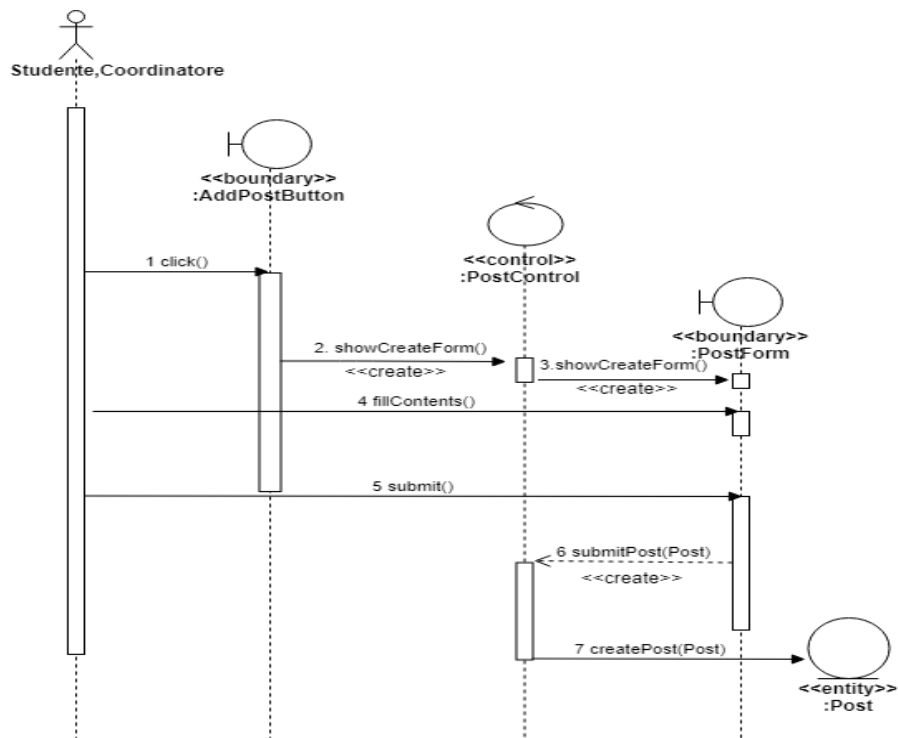 Studente,Coordinatore
<<boundary>>
:AddPostButton
<<control>>
:PostControl
1 click()
<<boundary>>
:PostForm
2. showCreateForm()
<<create>>
3.showCreateForm()
<<create>>
4 fillContents()
5 submit()
6 submitPost(Post)
<<create>>
7 createPost(Post)
<<entity>>
:Post